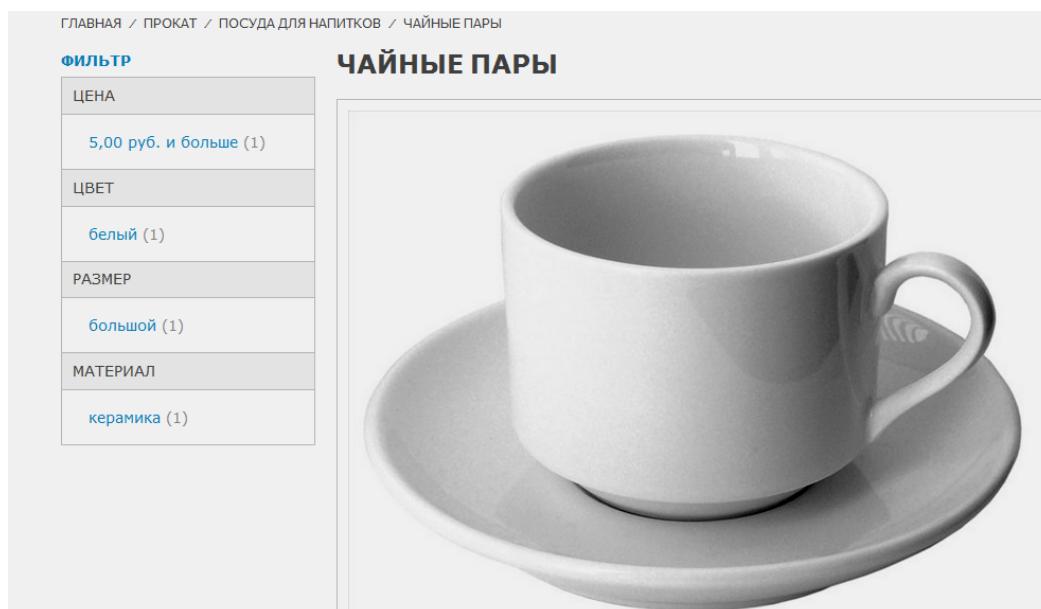 ГЛАВНАЯ / ПРОКАТ / ПОСУДА ДЛЯ НАПИТКОВ / ЧАЙНЫЕ ПАРЫ
ФИЛЬТР
ЦЕНА
5,00 руб. и больше (1)
ЦВЕТ
белый (1)
РАЗМЕР
большой (1)
МАТЕРИАЛ
керамика (1)
ЧАЙНЫЕ ПАРЫ